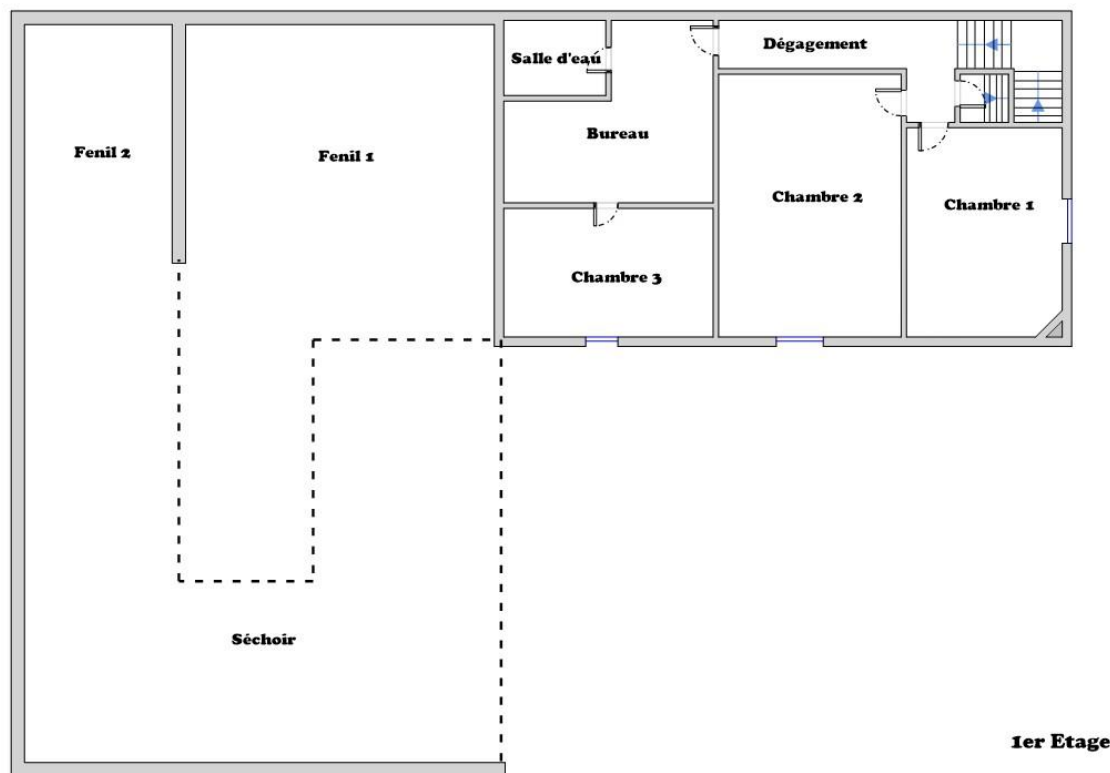 Dégagement
Salle d'eau
Bureau
Fenil 2
Fenil 1
Chambre 2
Chambre 1
Chambre 3
Séchoir
1er Etage